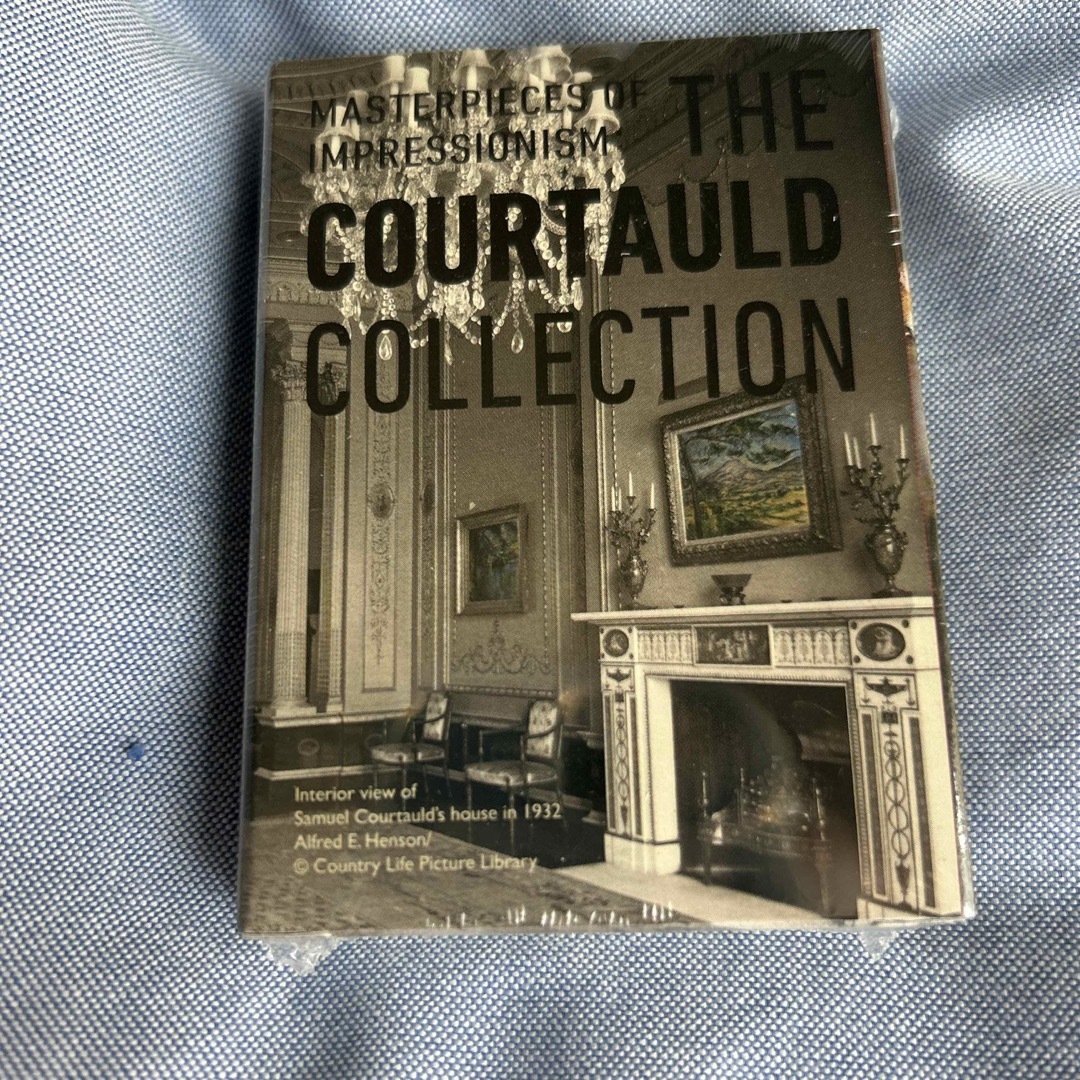 MASTERPIECES OF
IMPRESSIONISM
THE
COURTAULD
COLLECTION
Interior view of
Samuel Courtauld's house in 1932
Alfred E. Henson/
© Country Life Picture Library